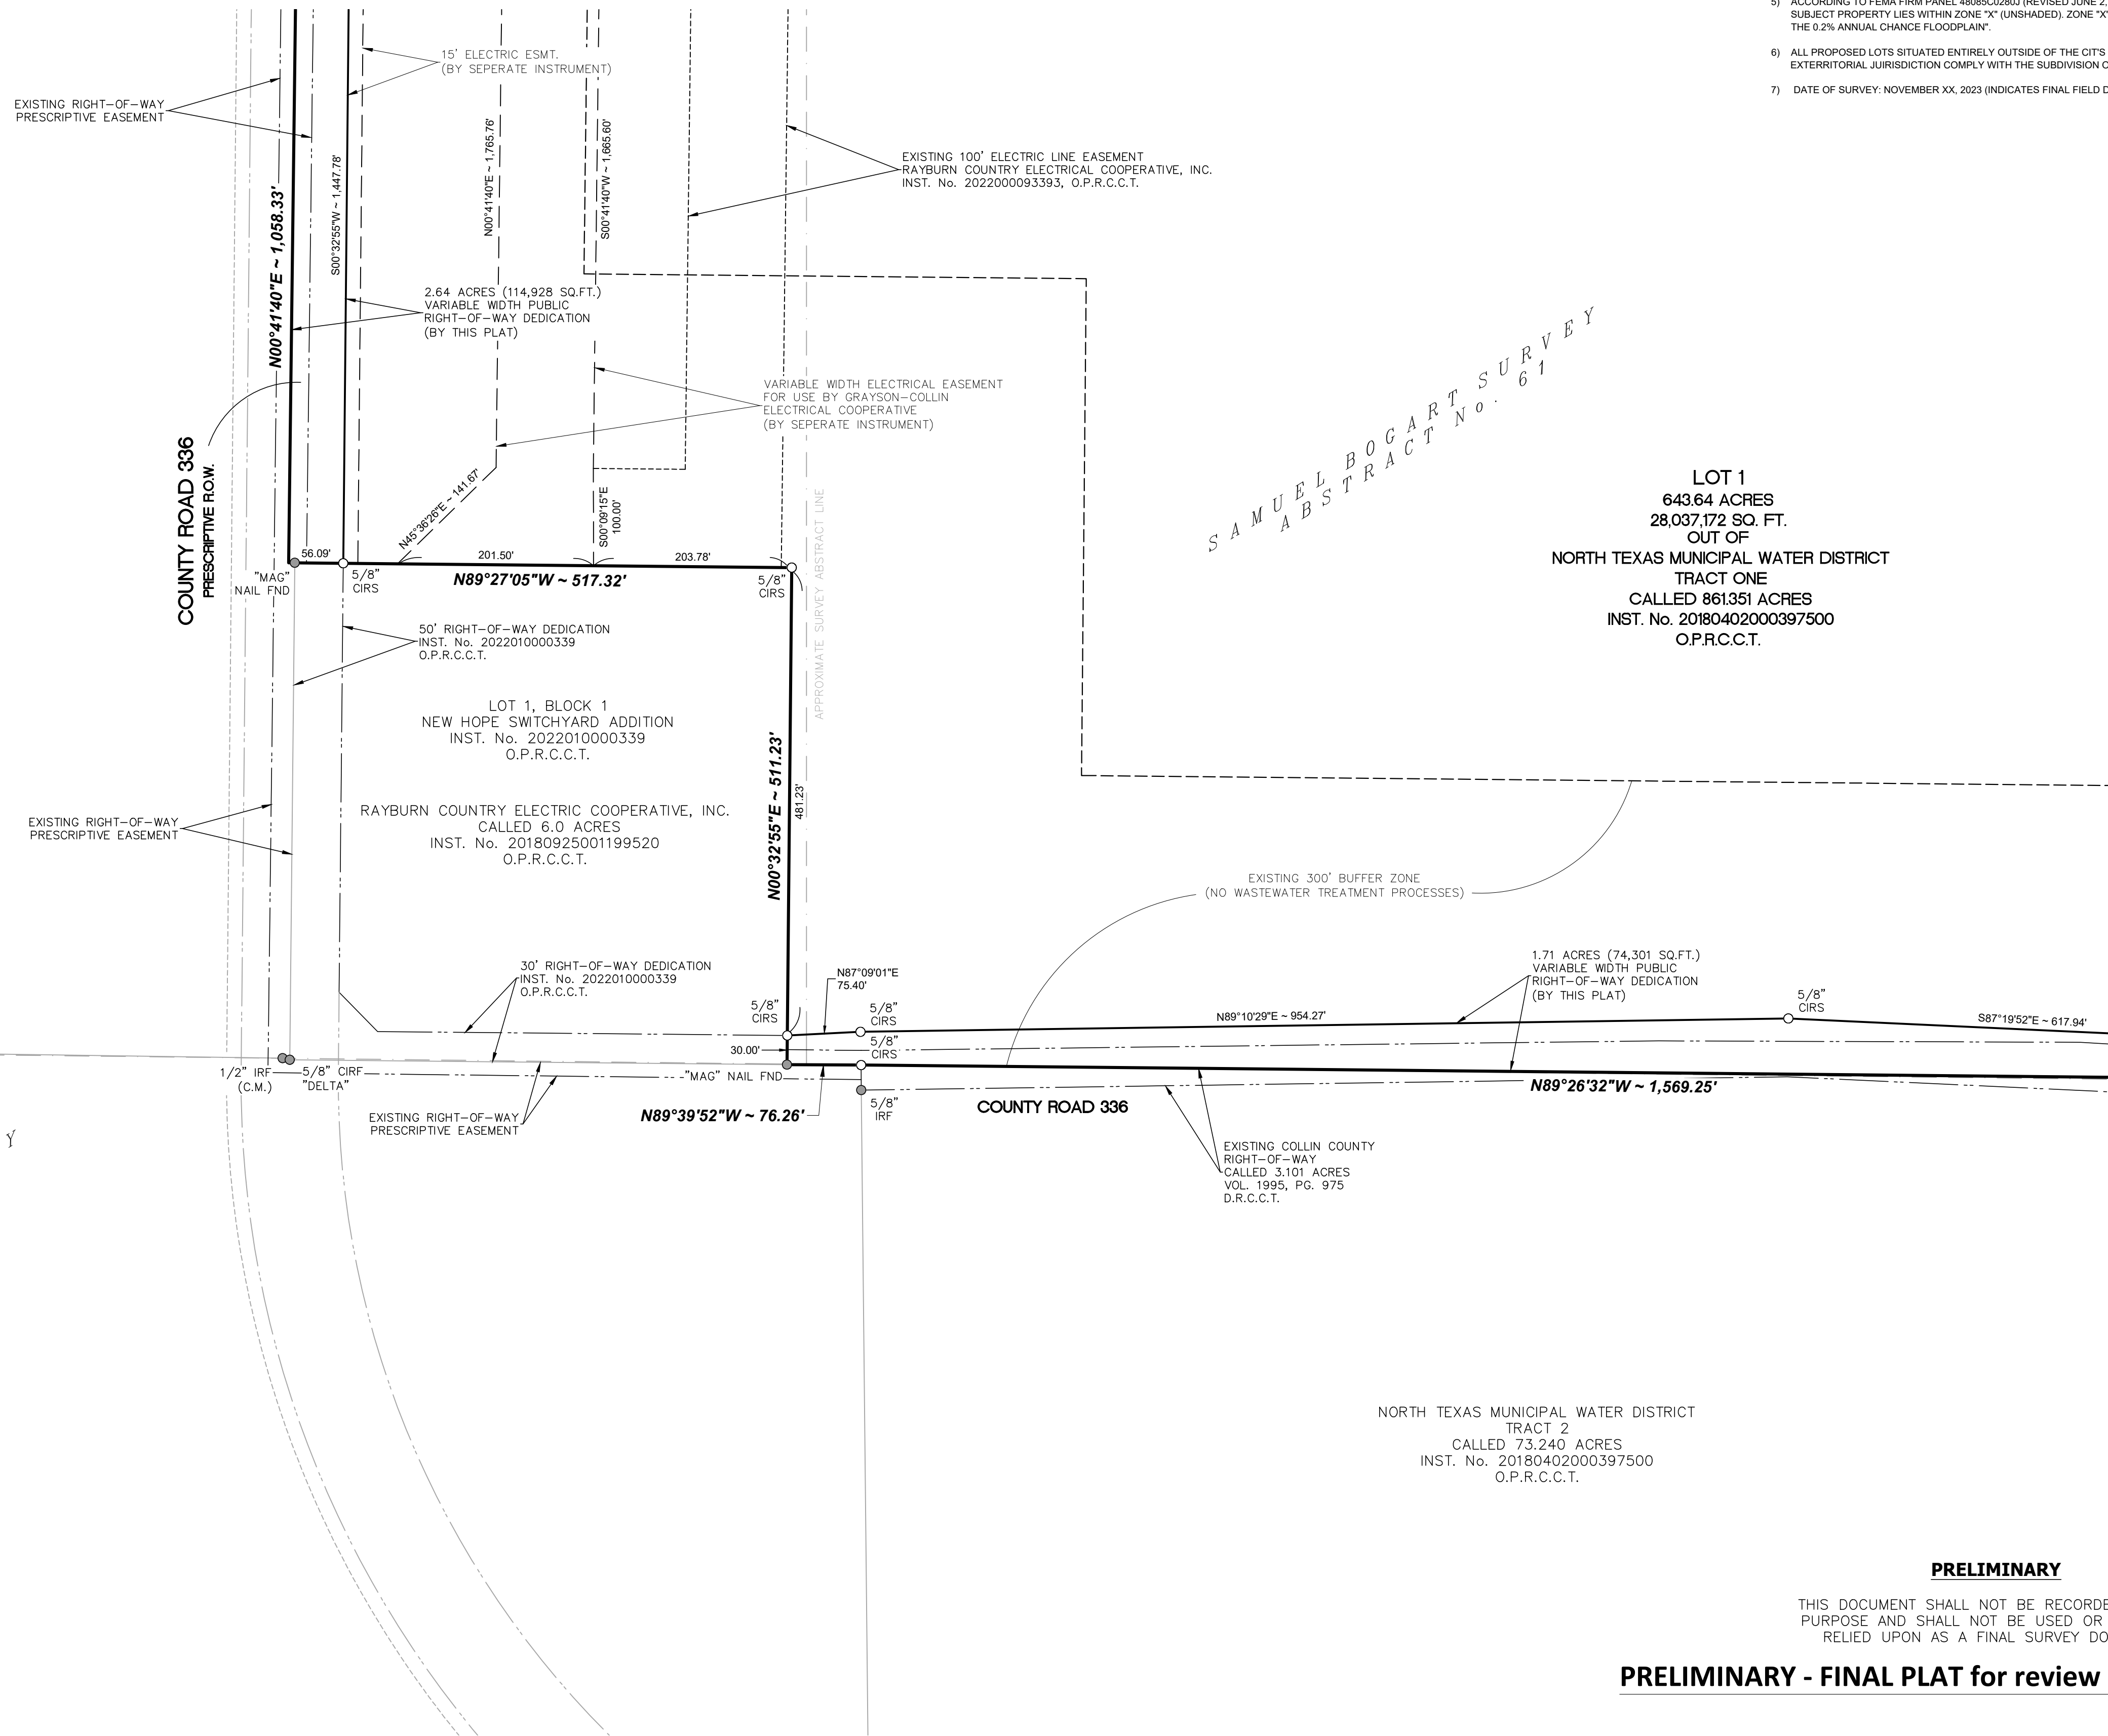 5) ACCORDING TO FEMA FIRM PANEL 48085C0280J (REVISED JUNE 2,
SUBJECT PROPERTY LIES WITHIN ZONE "X" (UNSHADED). ZONE "X"
THE 0.2% ANNUAL CHANCE FLOODPLAIN".
6) ALL PROPOSED LOTS SITUATED ENTIRELY OUTSIDE OF THE CIT'S
EXTERRITORIAL JUIRISDICTION COMPLY WITH THE SUBDIVISION
7) DATE OF SURVEY: NOVEMBER XX, 2023 (INDICATES FINAL FIELD
15' ELECTRIC ESMT.
(BY SEPERATE INSTRUMENT)
EXISTING RIGHT-OF-WAY
PRESCRIPTIVE EASEMENT
N00°41'40"E ~ 1,058.33'
S00°32'55"W ~ 1,447.78'
N00°41'40"E ~ 1,765.76'
S00°41'40"W ~ 1,665.60'
EXISTING 100' ELECTRIC LINE EASEMENT
RAYBURN COUNTRY ELECTRICAL COOPERATIVE, INC.
INST. No. 2022000093393, O.P.R.C.C.T.
2.64 ACRES (114,928 SQ.FT.)
VARIABLE WIDTH PUBLIC
RIGHT-OF-WAY DEDICATION
(BY THIS PLAT)
VARIABLE WIDTH ELECTRICAL EASEMENT
FOR USE BY GRAYSON-COLLIN
ELECTRICAL COOPERATIVE
(BY SEPERATE INSTRUMENT)
SAMUEL BOGART SURVEY
ABSTRACT No. 61
COUNTY ROAD 336
PRESCRIPTIVE R.O.W.
LOT 1
643.64 ACRES
28,037,172 SQ. FT.
OUT OF
NORTH TEXAS MUNICIPAL WATER DISTRICT
TRACT ONE
CALLED 861.351 ACRES
INST. No. 20180402000397500
O.P.R.C.C.T.
N45°36'26"E ~ 141.67'
S00°09'15"E
100.00'
APPROXIMATE SURVEY ABSTRACT LINE
56.09'
201.50'
203.78'
"MAG"
NAIL FND
5/8"
CIRS
N89°27'05"W ~ 517.32'
5/8"
CIRS
50' RIGHT-OF-WAY DEDICATION
INST. No. 2022010000339
O.P.R.C.C.T.
LOT 1, BLOCK 1
NEW HOPE SWITCHYARD ADDITION
INST. No. 2022010000339
O.P.R.C.C.T.
N00°32'55"E ~ 511.23'
481.23'
RAYBURN COUNTRY ELECTRIC COOPERATIVE, INC.
CALLED 6.0 ACRES
INST. No. 20180925001199520
O.P.R.C.C.T.
EXISTING RIGHT-OF-WAY
PRESCRIPTIVE EASEMENT
EXISTING 300' BUFFER ZONE
(NO WASTEWATER TREATMENT PROCESSES)
30' RIGHT-OF-WAY DEDICATION
INST. No. 2022010000339
O.P.R.C.C.T.
N87°09'01"E
75.40'
1.71 ACRES (74,301 SQ.FT.)
VARIABLE WIDTH PUBLIC
RIGHT-OF-WAY DEDICATION
(BY THIS PLAT)
5/8"
CIRS
5/8"
CIRS
5/8"
CIRS
N89°10'29"E ~ 954.27'
S87°19'52"E ~ 617.94'
5/8"
CIRS
30.00'
1/2" IRF
(C.M.)
5/8" CIRF
"DELTA"
"MAG" NAIL FND
N89°26'32"W ~ 1,569.25'
5/8"
IRF
COUNTY ROAD 336
N89°39'52"W ~ 76.26'
EXISTING RIGHT-OF-WAY
PRESCRIPTIVE EASEMENT
Y
EXISTING COLLIN COUNTY
RIGHT-OF-WAY
CALLED 3.101 ACRES
VOL. 1995, PG. 975
D.R.C.C.T.
NORTH TEXAS MUNICIPAL WATER DISTRICT
TRACT 2
CALLED 73.240 ACRES
INST. No. 20180402000397500
O.P.R.C.C.T.
PRELIMINARY
THIS DOCUMENT SHALL NOT BE RECORDE
PURPOSE AND SHALL NOT BE USED OR
RELIED UPON AS A FINAL SURVEY DO
PRELIMINARY - FINAL PLAT for review